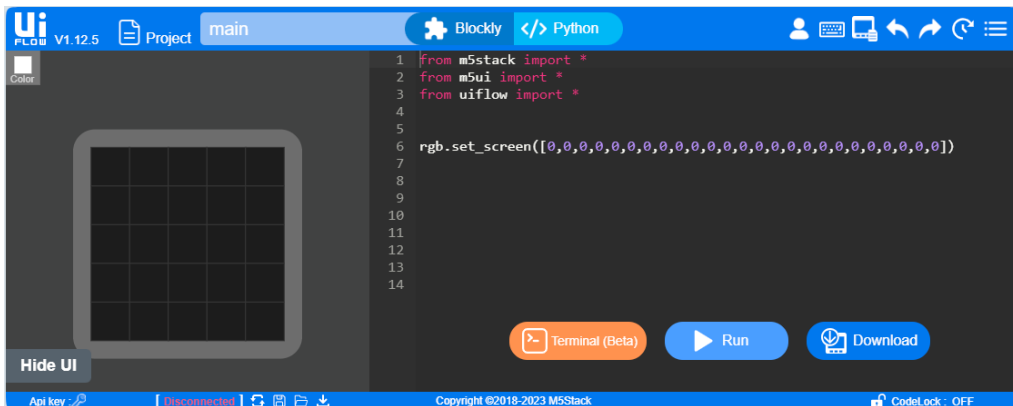 Ui
FLOW V1.12.5 Project main Blockly </> Python
Color
1 from m5stack import *
2 from m5ui import *
3 from uiflow import *
4
5
6 rgb.set_screen([0,0,0,0,0,0,0,0,0,0,0,0,0,0,0,0,0,0,0,0,0,0,0,0,0])
7
8
9
10
11
12
13
14
Terminal (Beta) Run Download
Hide UI
Api key : [ Disconnected ] Copyright ©2018-2023 M5Stack CodeLock : OFF